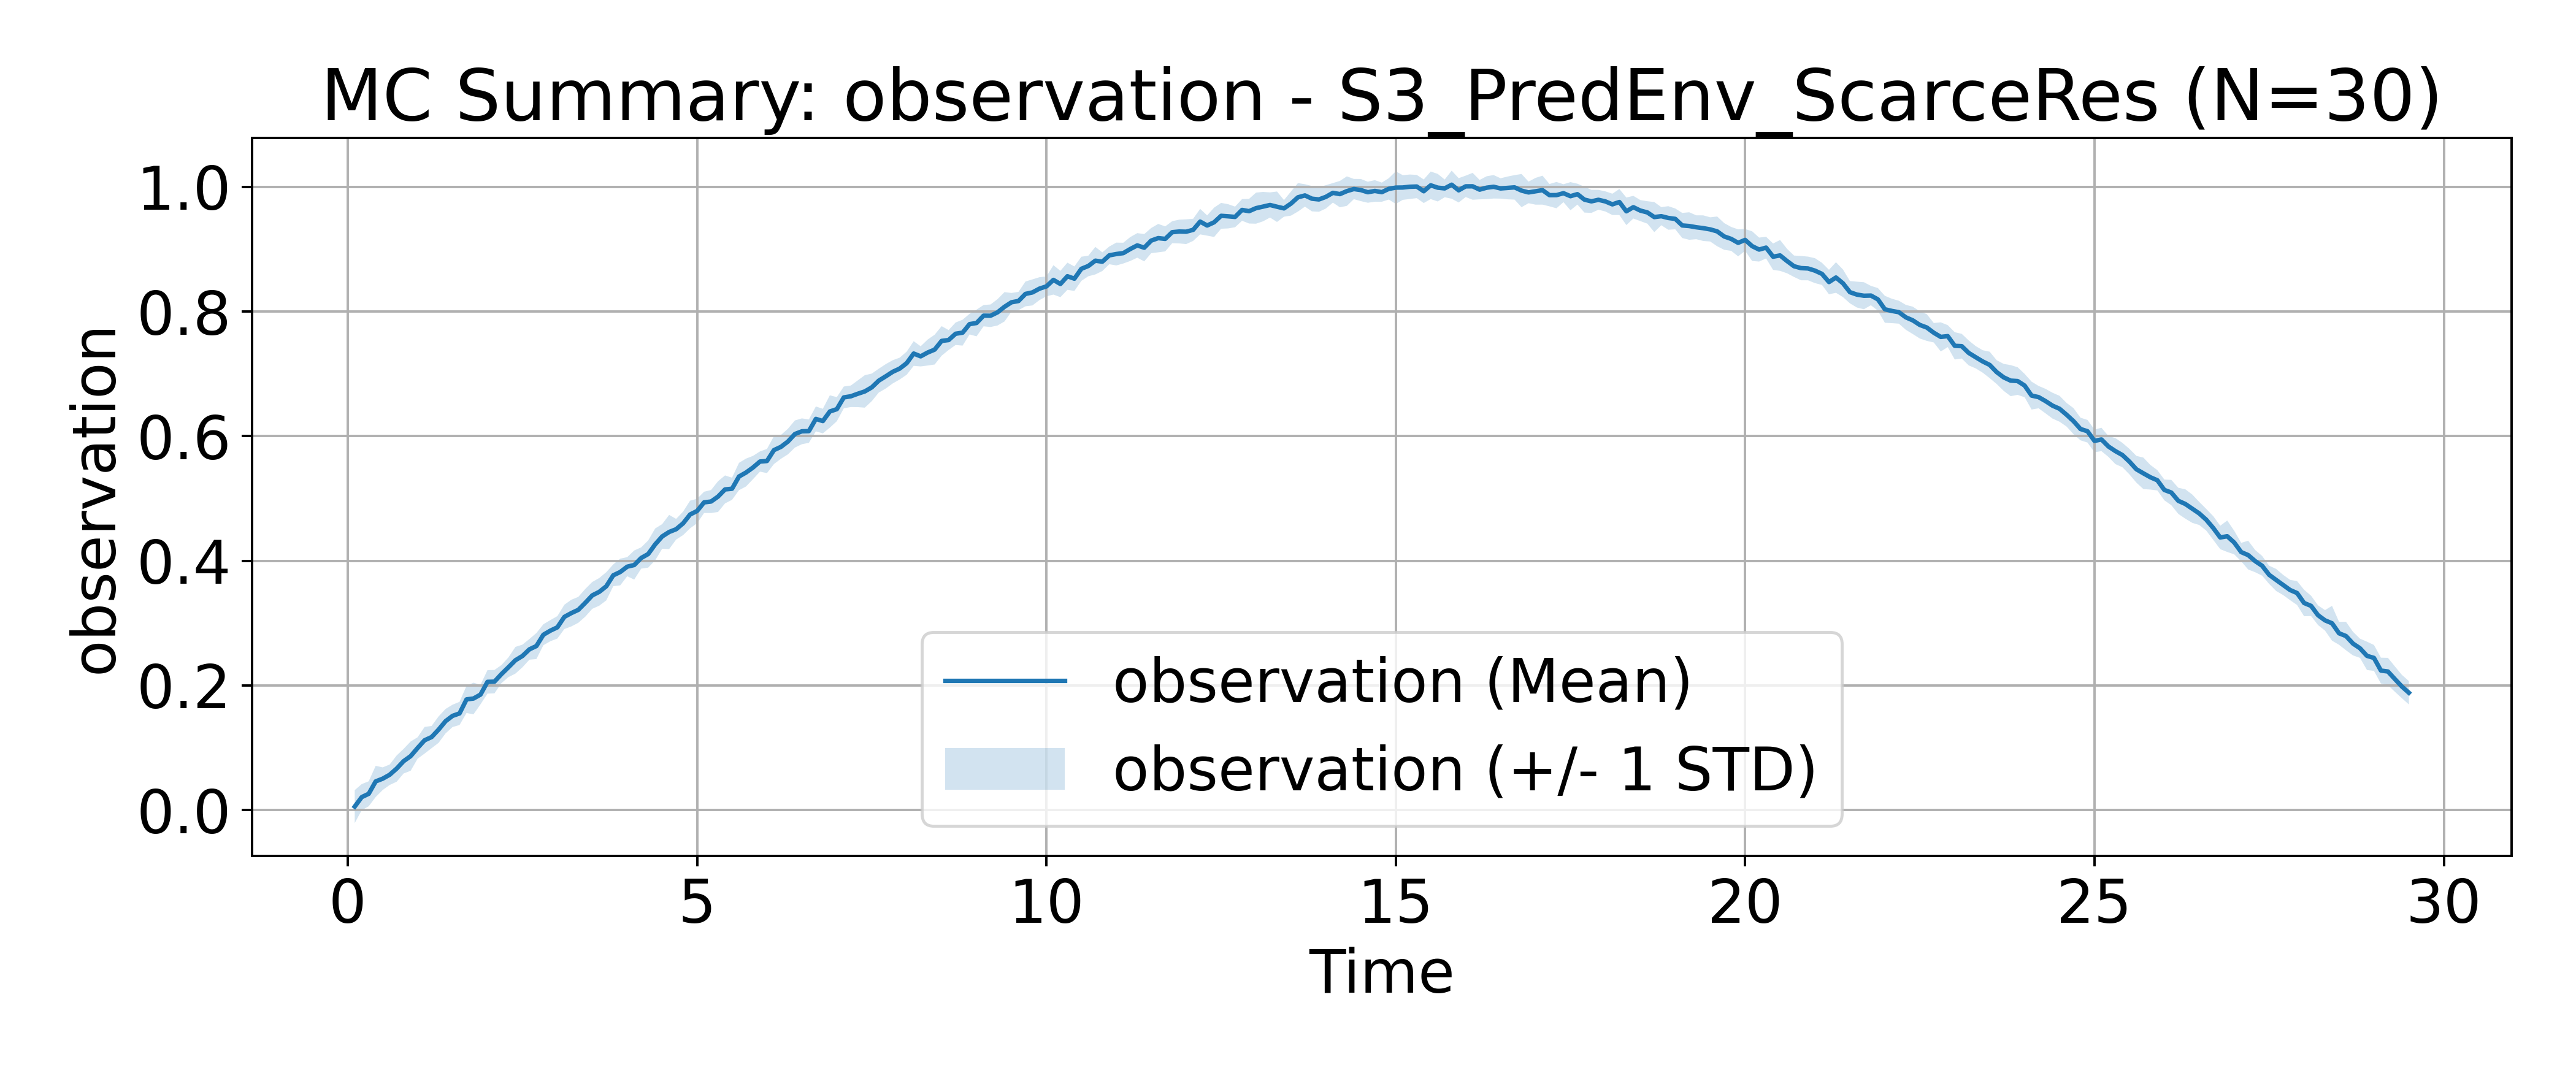 MC Summary: observation - S3_PredEnv_ScarceRes (N=30)
observation
1.0
0.8
0.6
0.4
0.2
0.0
observation (Mean)
observation (+/- 1 STD)
0 5 10 15 20 25 30
Time